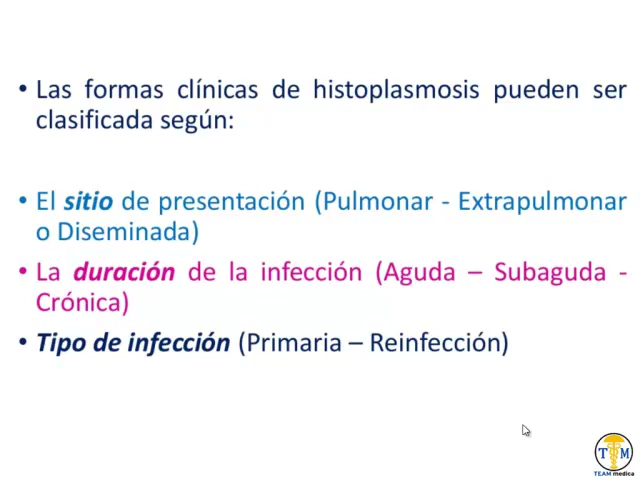 • Las formas clínicas de histoplasmosis pueden ser
clasificada según:
• El sitio de presentación (Pulmonar - Extrapulmonar
o Diseminada)
• La duración de la infección (Aguda – Subaguda -
Crónica)
• Tipo de infección (Primaria – Reinfección)
T M
TEAM medica